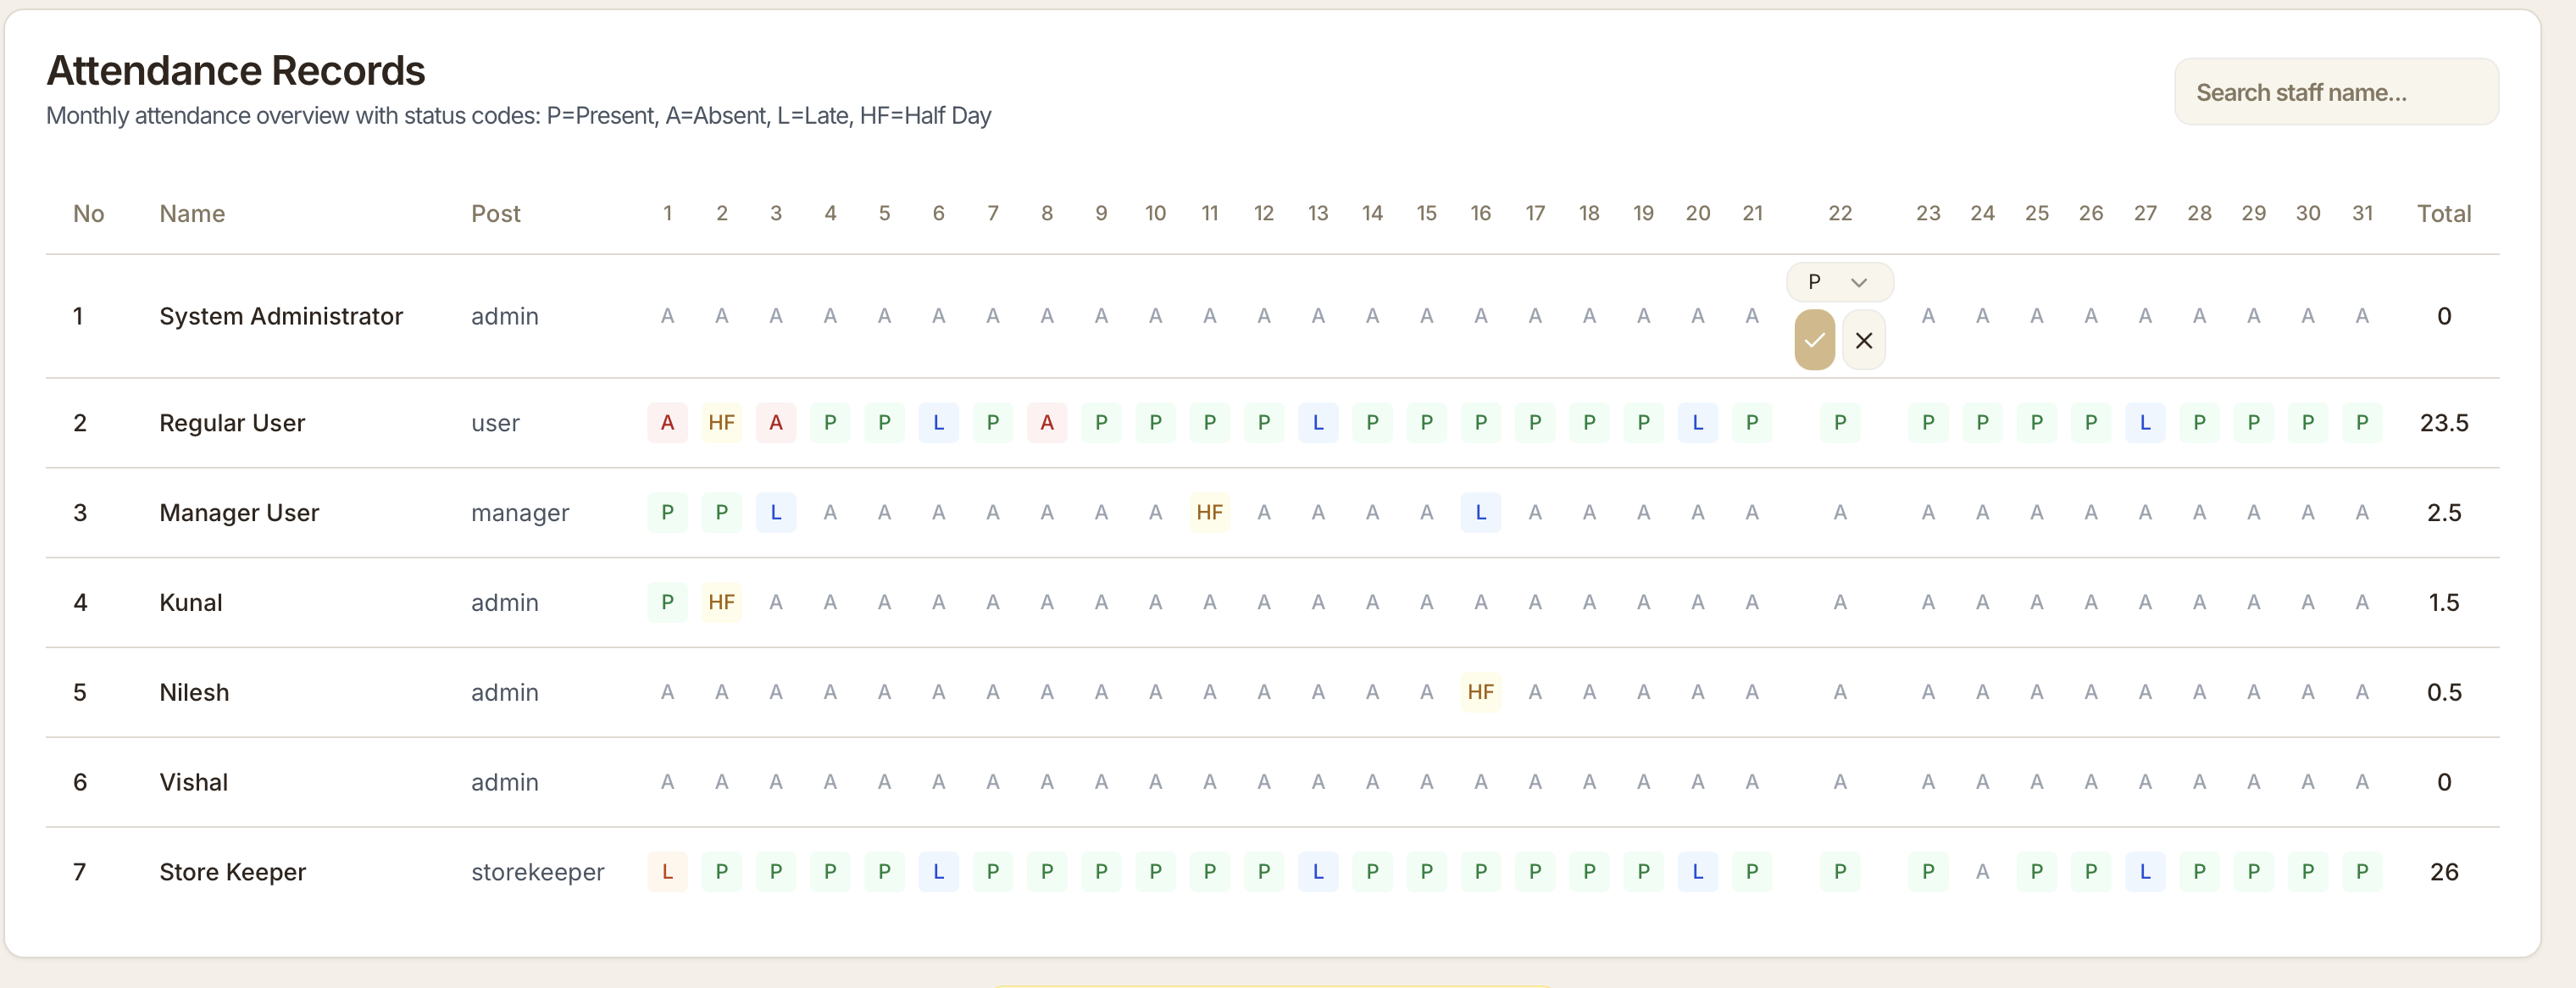 Attendance Records
Monthly attendance overview with status codes: P=Present, A=Absent, L=Late, HF=Half Day
Search staff name...
No Name Post 1 2 3 4 5 6 7 8 9 10 11 12 13 14 15 16 17 18 19 20 21 22 23 24 25 26 27 28 29 30 31 Total
P
1 System Administrator admin A A A A A A A A A A A A A A A A A A A A A A A A A A A A A A 0
2 Regular User user A HF A P P L P A P P P P L P P P P P P L P P P P P P L P P P P 23.5
3 Manager User manager P P L A A A A A A A HF A A A A L A A A A A A A A A A A A A A A 2.5
4 Kunal admin P HF A A A A A A A A A A A A A A A A A A A A A A A A A A A A A 1.5
5 Nilesh admin A A A A A A A A A A A A A A A HF A A A A A A A A A A A A A A A 0.5
6 Vishal admin A A A A A A A A A A A A A A A A A A A A A A A A A A A A A A A 0
7 Store Keeper storekeeper L P P P P L P P P P P P L P P P P P P L P P P A P P L P P P P 26